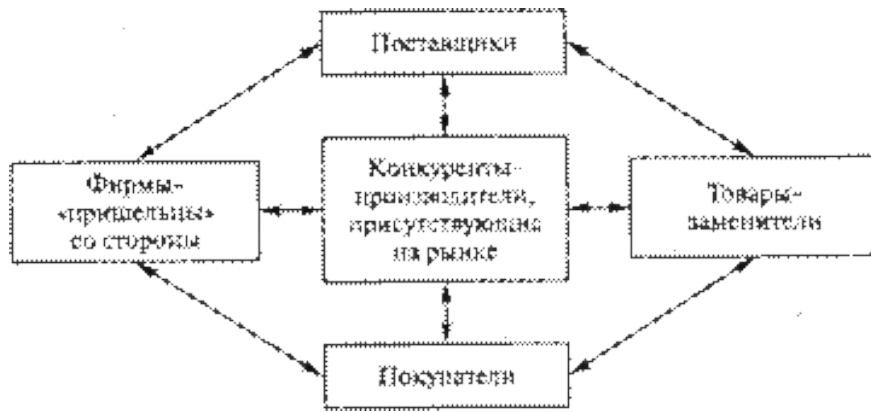 Поставщики
Фирмы-
«пришельцы»
со стороны
Конкуренты-
производители,
присутствующие
на рынке
Товары-
заменители
Покупатели